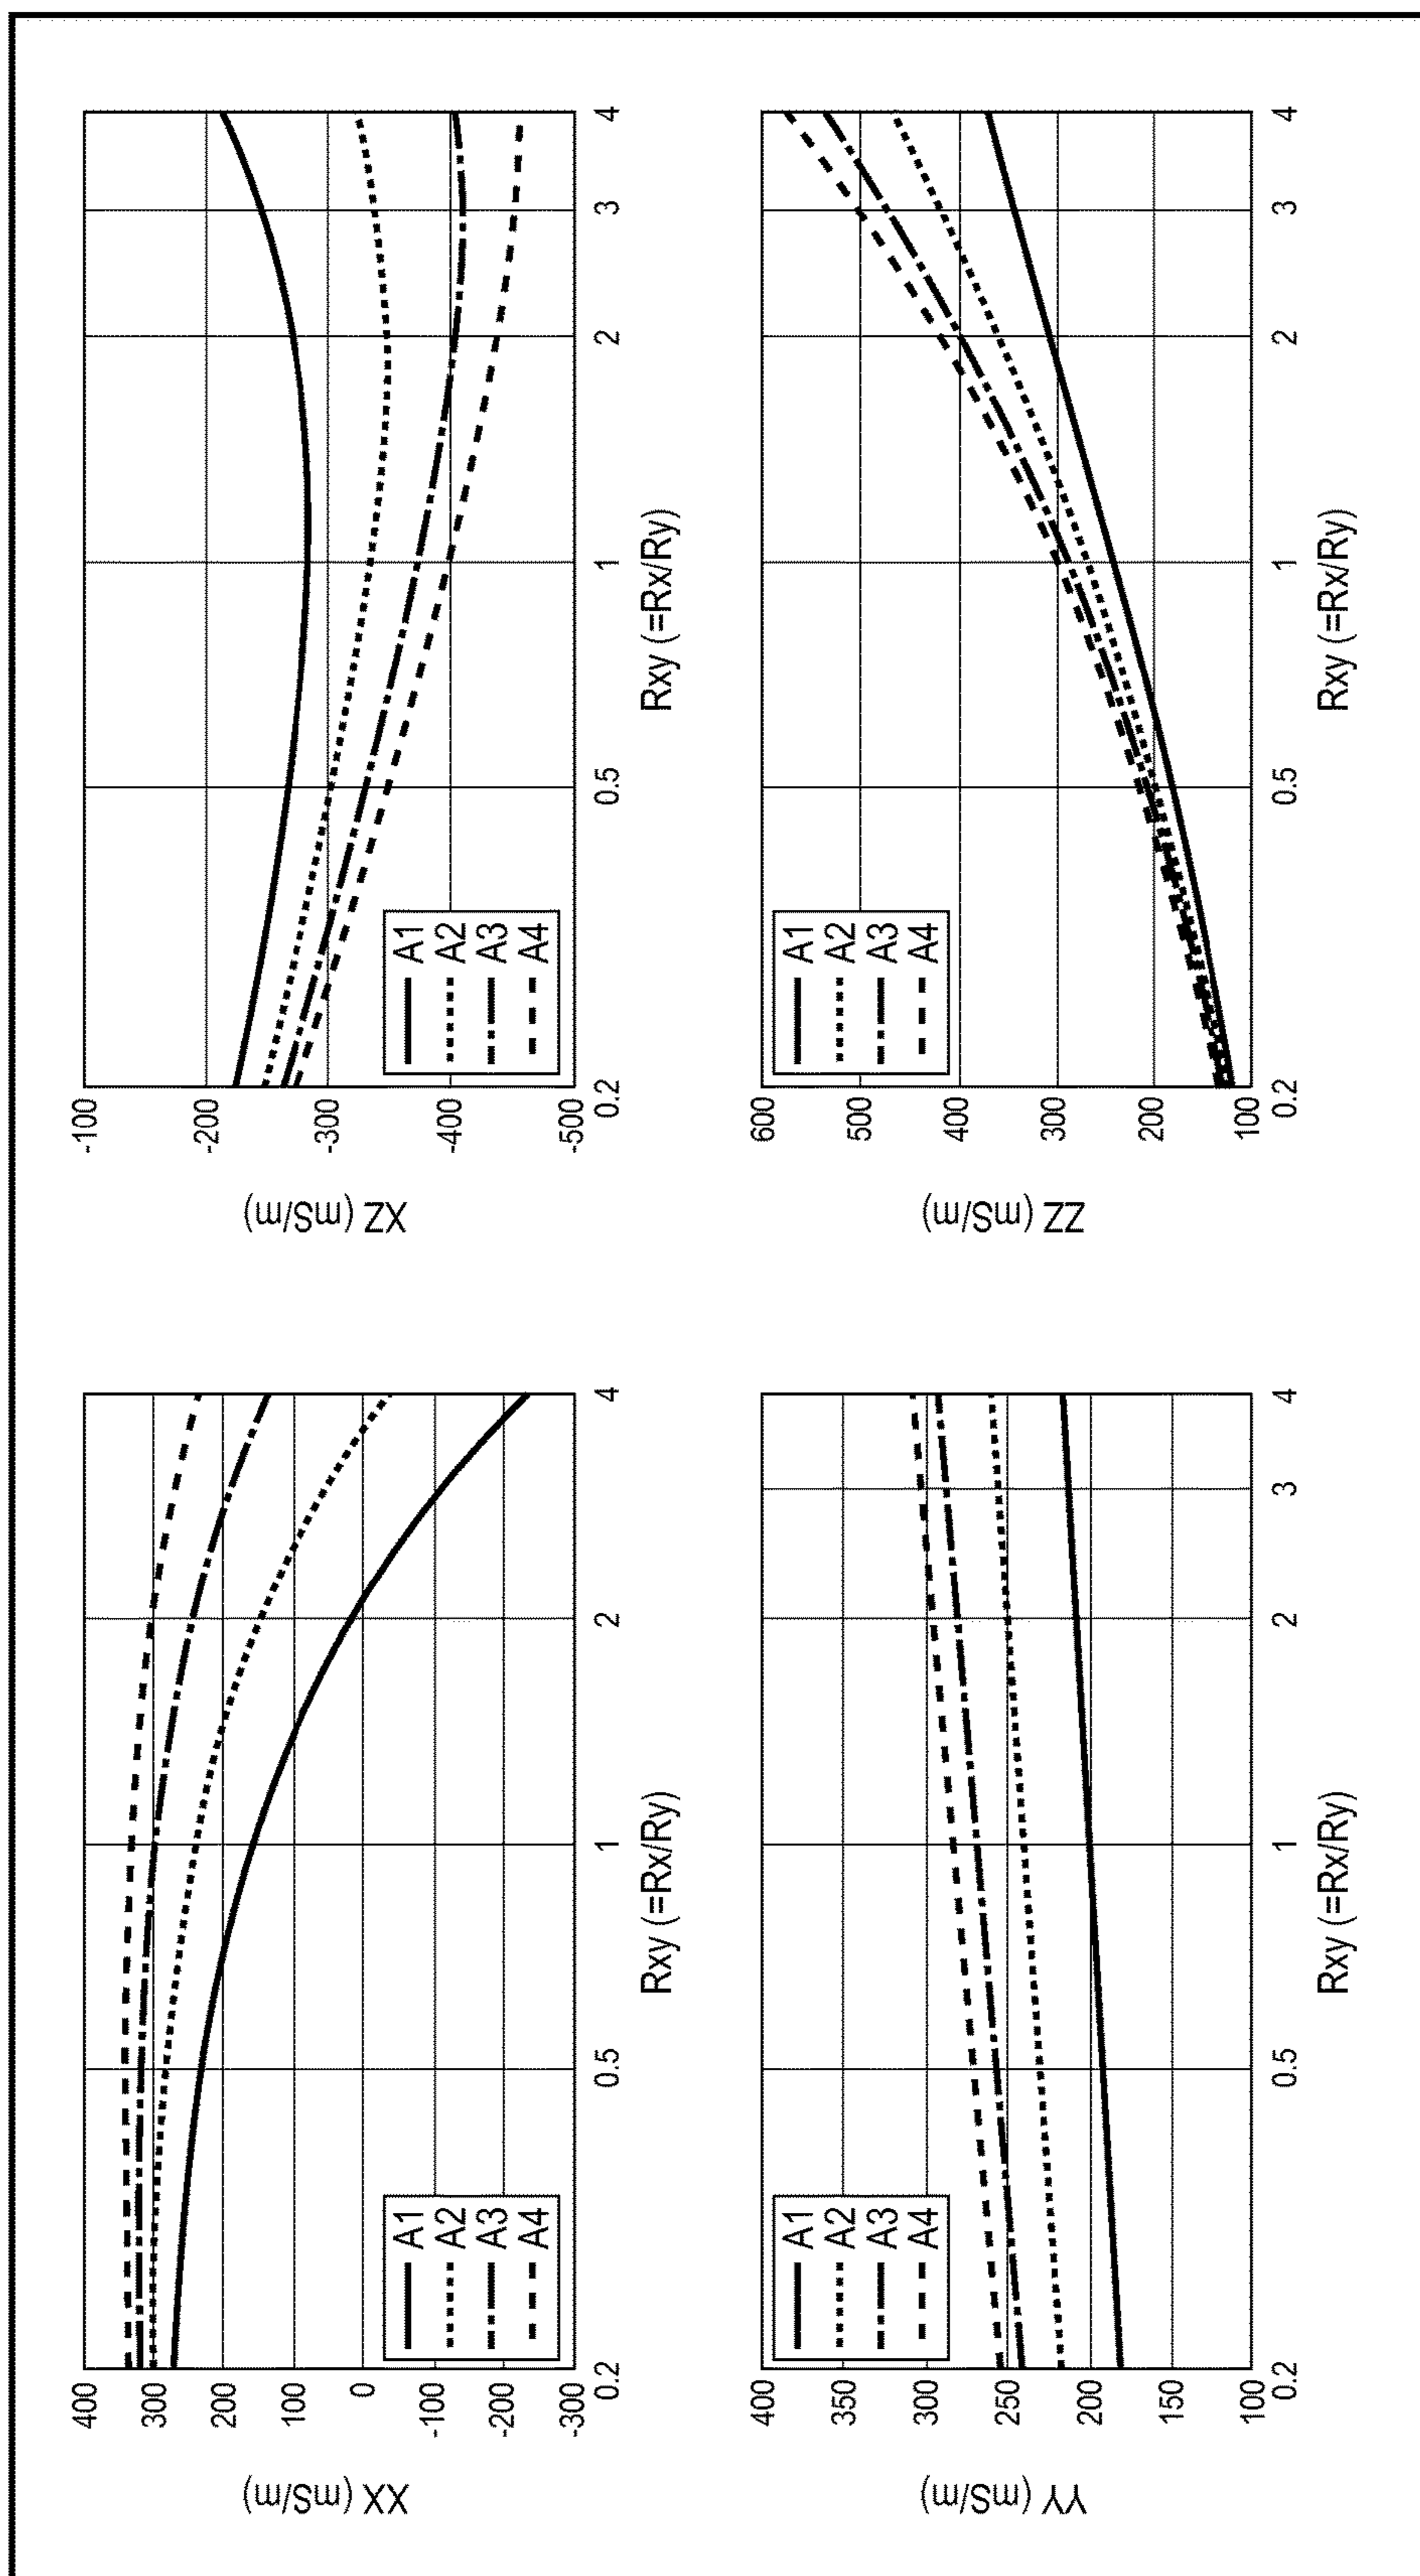 XX (mS/m)
400
300
200
100
0
-100
-200
-300
0.2
0.5
1
2
4
Rxy (=Rx/Ry)
A1
A2
A3
A4
XZ (mS/m)
-100
-200
-300
-400
-500
0.2
0.5
1
2
3
4
Rxy (=Rx/Ry)
A1
A2
A3
A4
YY (mS/m)
400
350
300
250
200
150
100
0.2
0.5
1
2
3
4
Rxy (=Rx/Ry)
A1
A2
A3
A4
ZZ (mS/m)
600
500
400
300
200
100
0.2
0.5
1
2
3
4
Rxy (=Rx/Ry)
A1
A2
A3
A4